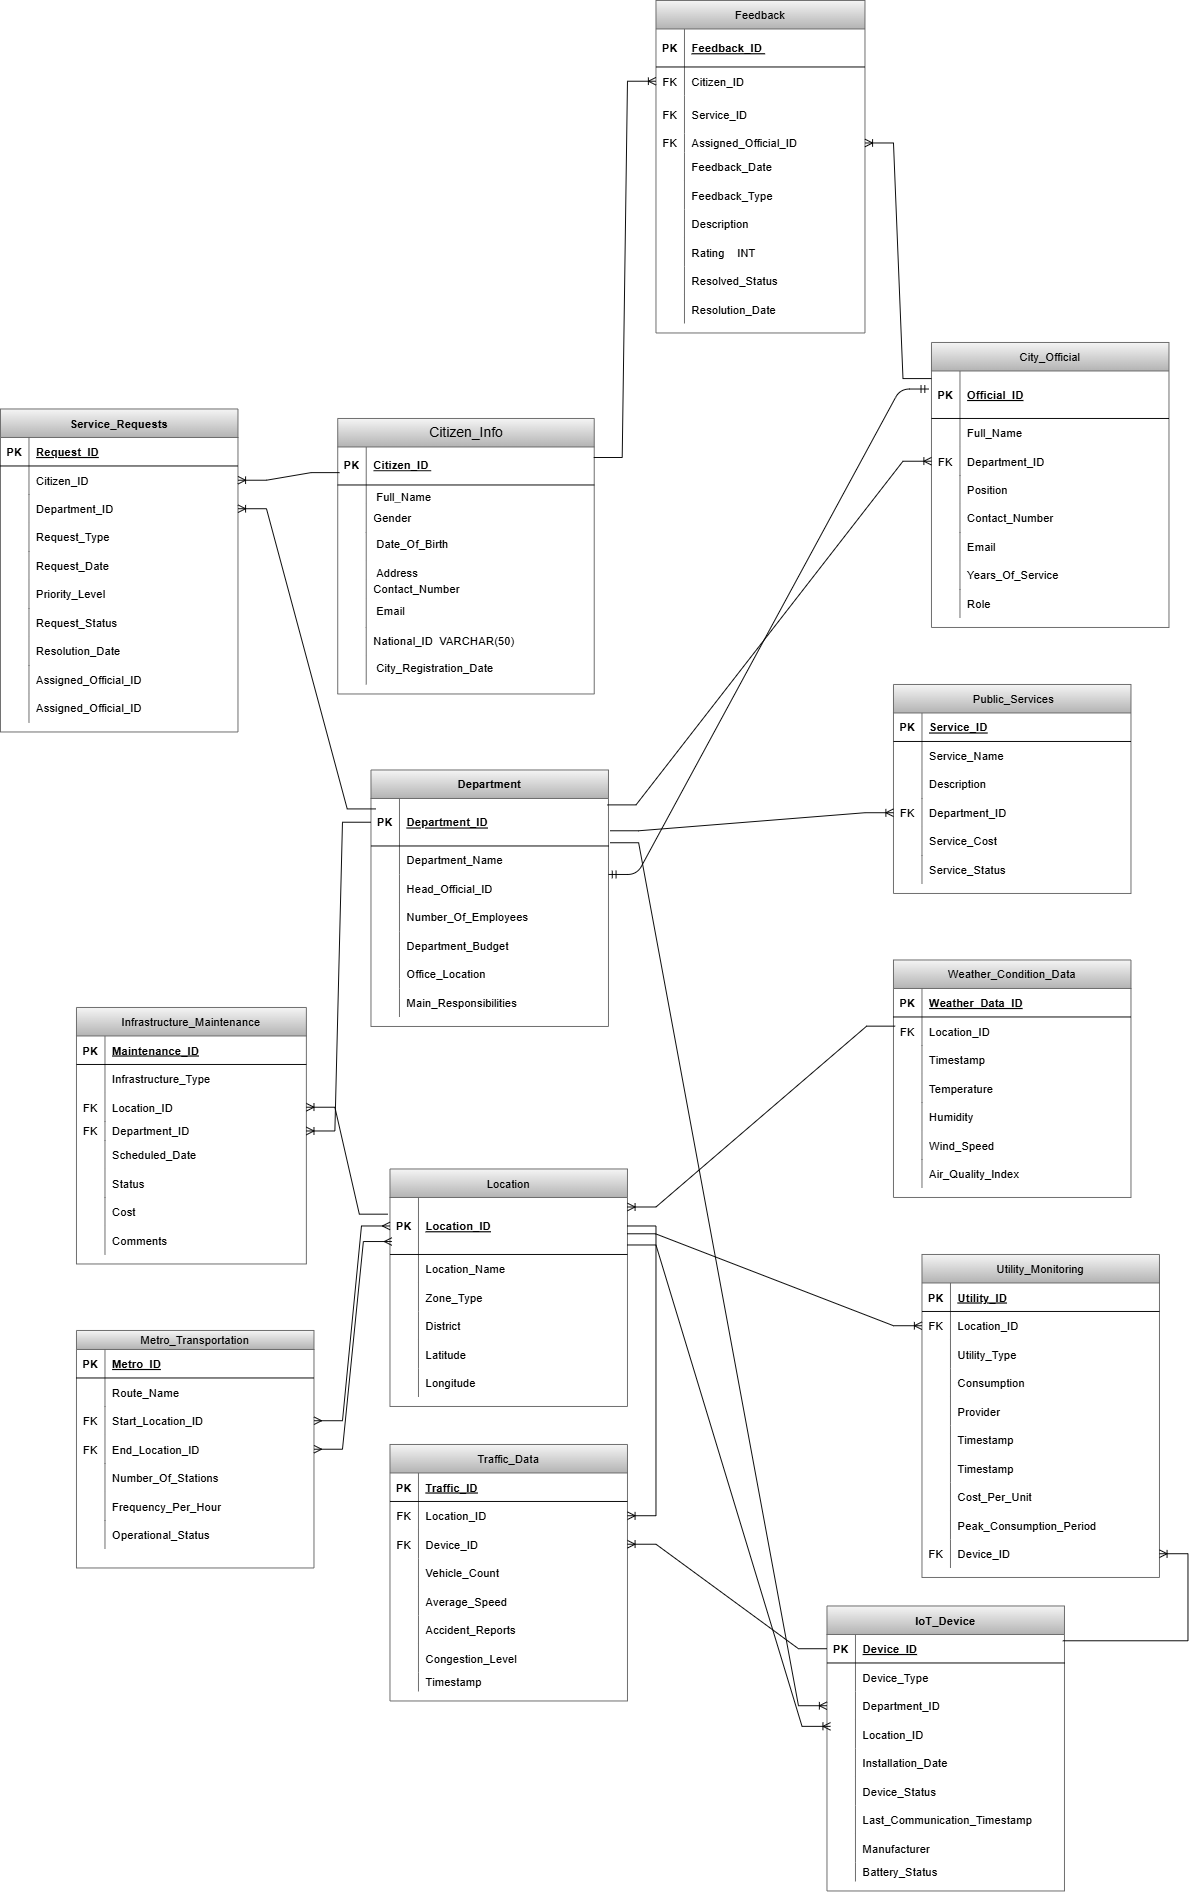 Feedback
PK Feedback_ID
FK Citizen_ID
FK Service_ID
FK Assigned_Official_ID
Feedback_Date
Feedback_Type
Description
Rating INT
Resolved_Status
Resolution_Date
City_Official
PK Official_ID
Full_Name
FK Department_ID
Position
Contact_Number
Email
Years_Of_Service
Role
Service_Requests
PK Request_ID
Citizen_ID
Department_ID
Request_Type
Request_Date
Priority_Level
Request_Status
Resolution_Date
Assigned_Official_ID
Assigned_Official_ID
Citizen_Info
PK Citizen_ID
Full_Name
Gender
Date_Of_Birth
Address
Contact_Number
Email
National_ID VARCHAR(50)
City_Registration_Date
Public_Services
PK Service_ID
Service_Name
Description
FK Department_ID
Service_Cost
Service_Status
Department
PK Department_ID
Department_Name
Head_Official_ID
Number_Of_Employees
Department_Budget
Office_Location
Main_Responsibilities
Weather_Condition_Data
PK Weather_Data_ID
FK Location_ID
Timestamp
Temperature
Humidity
Wind_Speed
Air_Quality_Index
Infrastructure_Maintenance
PK Maintenance_ID
Infrastructure_Type
FK Location_ID
FK Department_ID
Scheduled_Date
Status
Cost
Comments
Location
PK Location_ID
Location_Name
Zone_Type
District
Latitude
Longitude
Utility_Monitoring
PK Utility_ID
FK Location_ID
Utility_Type
Consumption
Provider
Timestamp
Timestamp
Cost_Per_Unit
Peak_Consumption_Period
FK Device_ID
Metro_Transportation
PK Metro_ID
Route_Name
FK Start_Location_ID
FK End_Location_ID
Number_Of_Stations
Frequency_Per_Hour
Operational_Status
Traffic_Data
PK Traffic_ID
FK Location_ID
FK Device_ID
Vehicle_Count
Average_Speed
Accident_Reports
Congestion_Level
Timestamp
IoT_Device
PK Device_ID
Device_Type
Department_ID
Location_ID
Installation_Date
Device_Status
Last_Communication_Timestamp
Manufacturer
Battery_Status